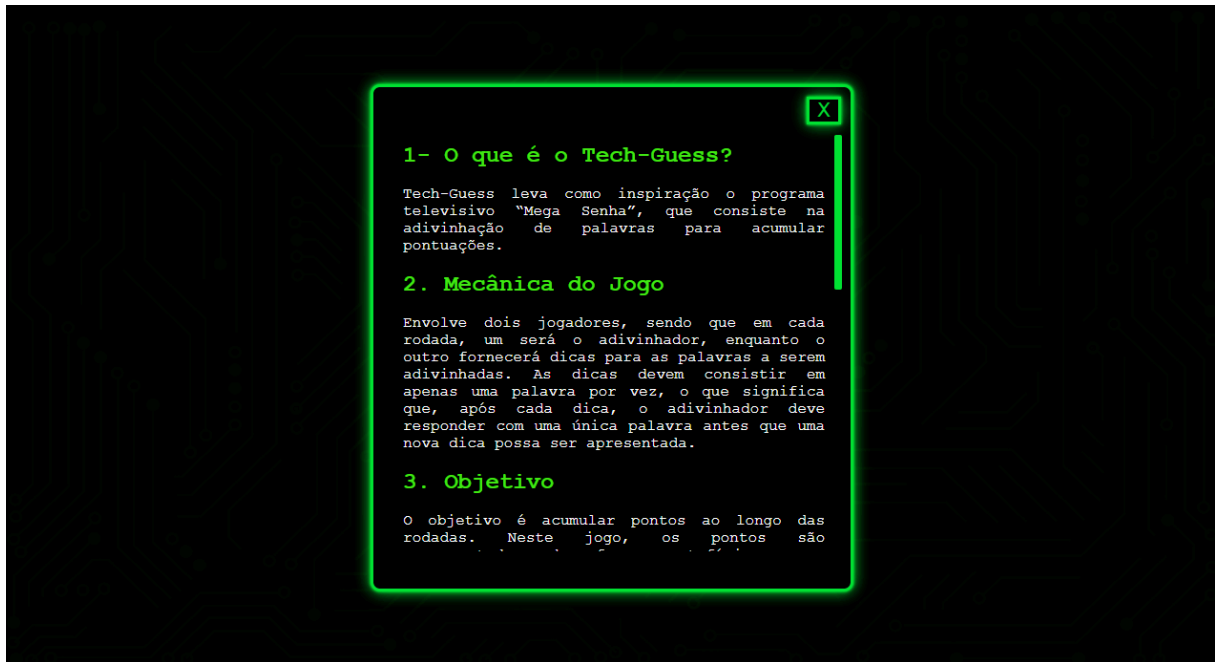 X
1- O que é o Tech-Guess?
Tech-Guess leva como inspiração o programa
televisivo “Mega Senha”, que consiste na
adivinhação de palavras para acumular
pontuações.
2. Mecânica do Jogo
Envolve dois jogadores, sendo que em cada
rodada, um será o adivinhador, enquanto o
outro fornecerá dicas para as palavras a serem
adivinhadas. As dicas devem consistir em
apenas uma palavra por vez, o que significa
que, após cada dica, o adivinhador deve
responder com uma única palavra antes que uma
nova dica possa ser apresentada.
3. Objetivo
O objetivo é acumular pontos ao longo das
rodadas. Neste jogo, os pontos são